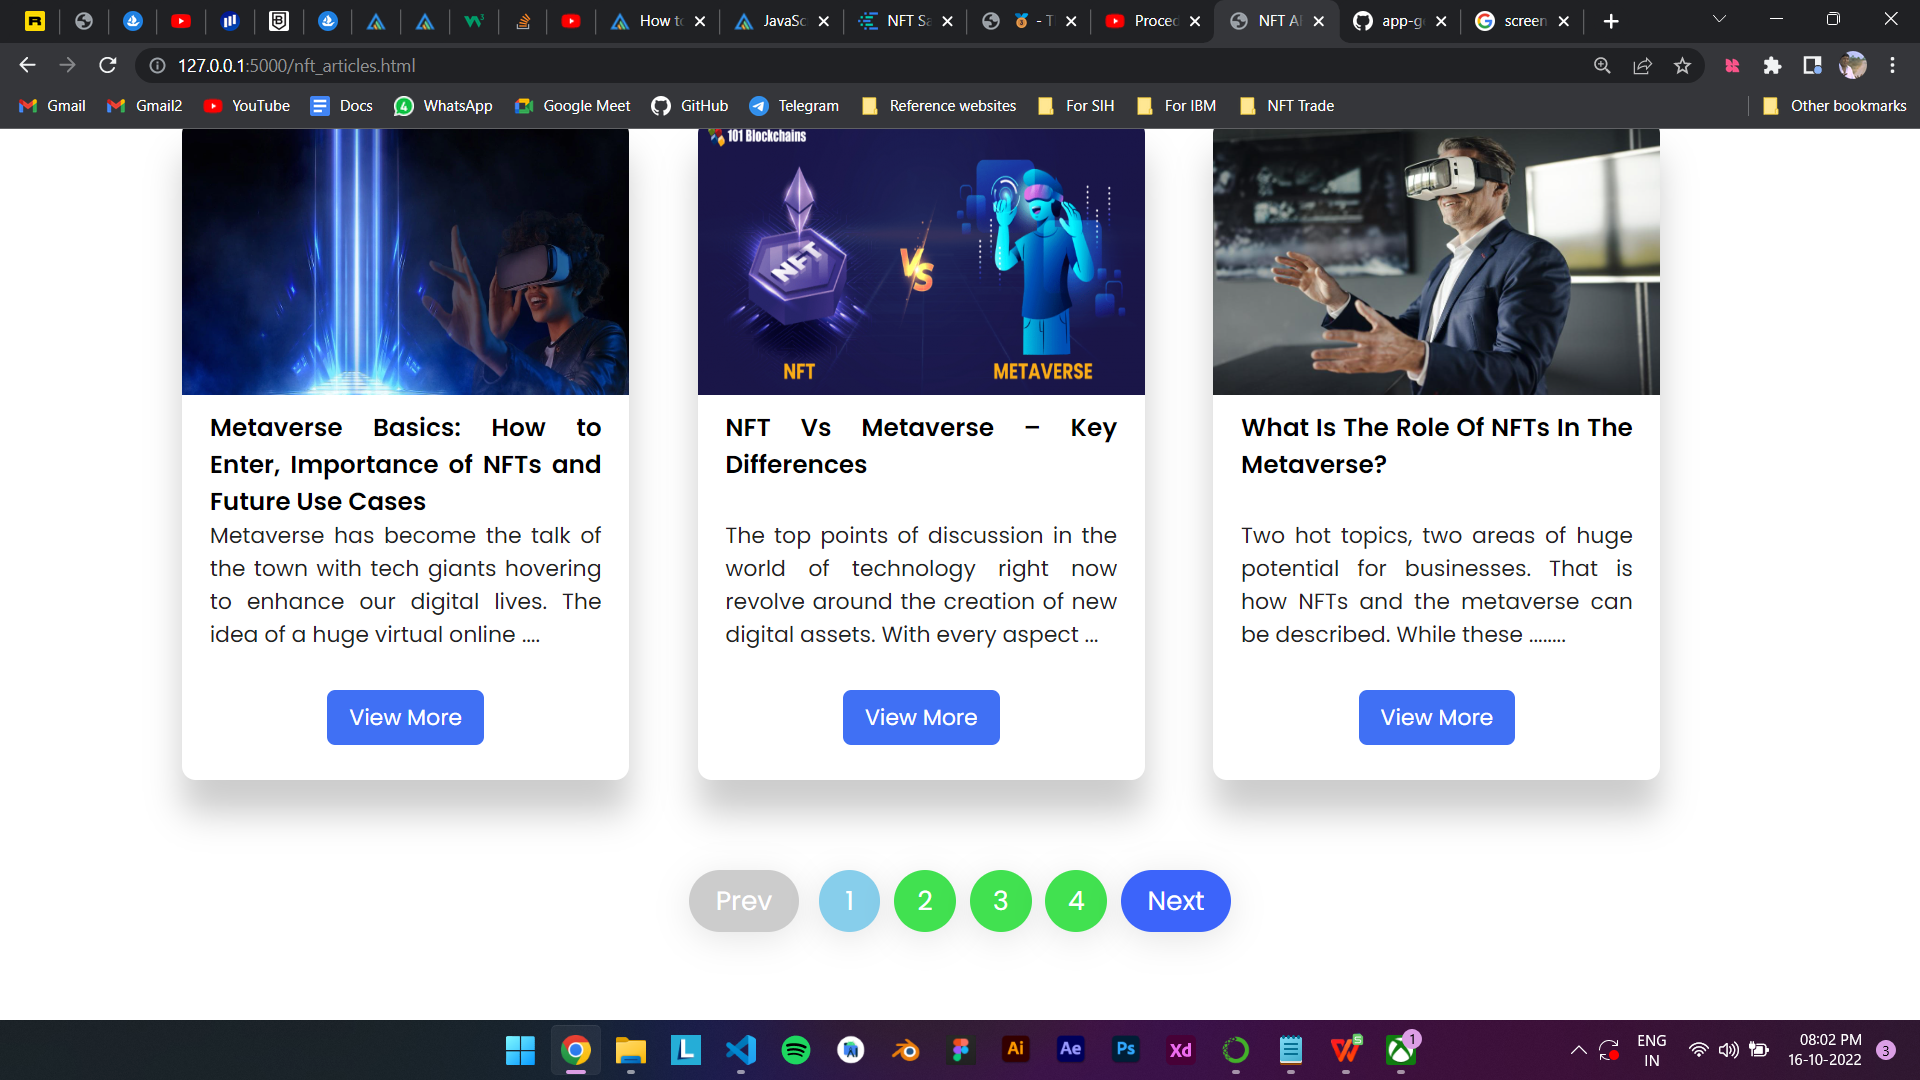 How to
JavaSc
NFT Sa
- T
Proced
NFT A
app-g
screen
127.0.0.1:5000/nft_articles.html
Gmail
Gmail2
YouTube
Docs
WhatsApp
Google Meet
GitHub
Telegram
Reference websites
For SIH
For IBM
NFT Trade
Other bookmarks
101 Blockchains
NFT
VS
NFT
METAVERSE
Metaverse Basics: How to
Enter, Importance of NFTs and
Future Use Cases
Metaverse has become the talk of
the town with tech giants hovering
to enhance our digital lives. The
idea of a huge virtual online ....
View More
NFT Vs Metaverse – Key
Differences
The top points of discussion in the
world of technology right now
revolve around the creation of new
digital assets. With every aspect ...
View More
What Is The Role Of NFTs In The
Metaverse?
Two hot topics, two areas of huge
potential for businesses. That is
how NFTs and the metaverse can
be described. While these ........
View More
Prev 1 2 3 4 Next
L
Ai
Ae
Ps
Xd
1
ENG
IN
08:02 PM
16-10-2022
3